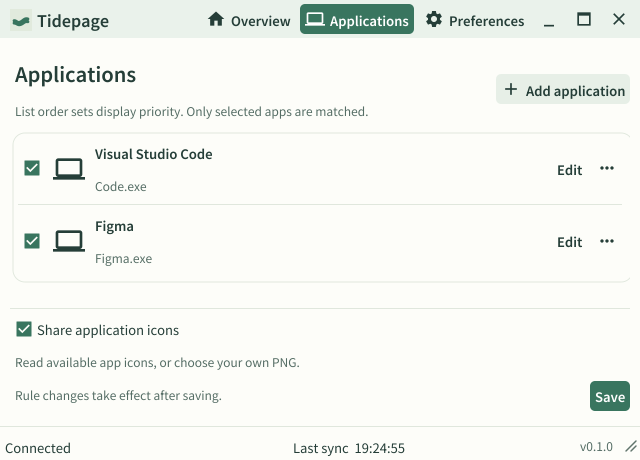 Tidepage Overview Applications Preferences
Applications
Add application
List order sets display priority. Only selected apps are matched.
Visual Studio Code
Code.exe
Edit
Figma
Figma.exe
Edit
Share application icons
Read available app icons, or choose your own PNG.
Rule changes take effect after saving.
Save
Connected Last sync 19:24:55 v0.1.0